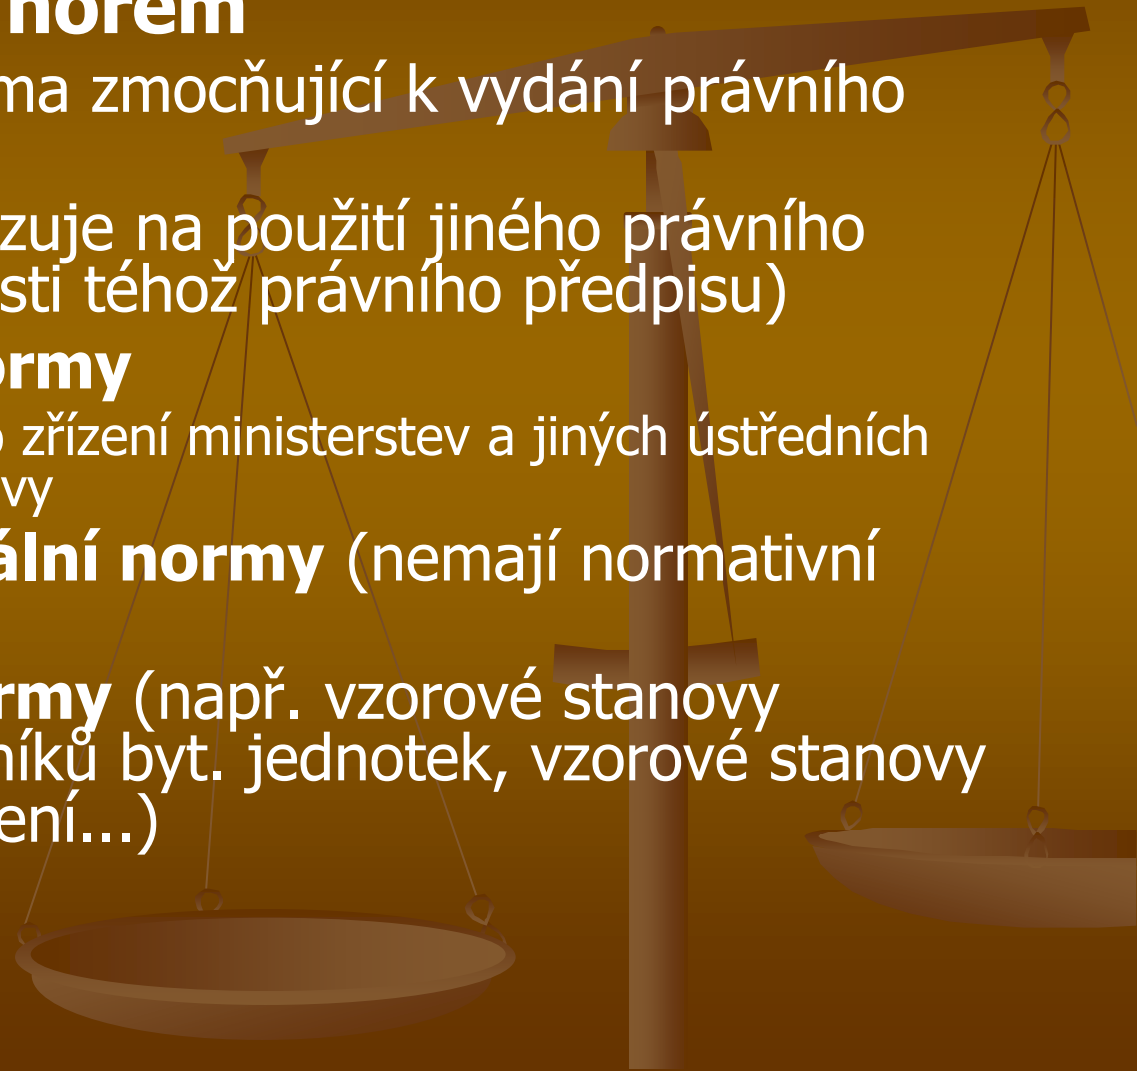 norem
ma zmocňující k vydání právního
zuje na použití jiného právního
sti téhož právního předpisu)
ormy
o zřízení ministerstev a jiných ústředních
vy
ální normy (nemají normativní
rmy (např. vzorové stanovy
níků byt. jednotek, vzorové stanovy
ení...)